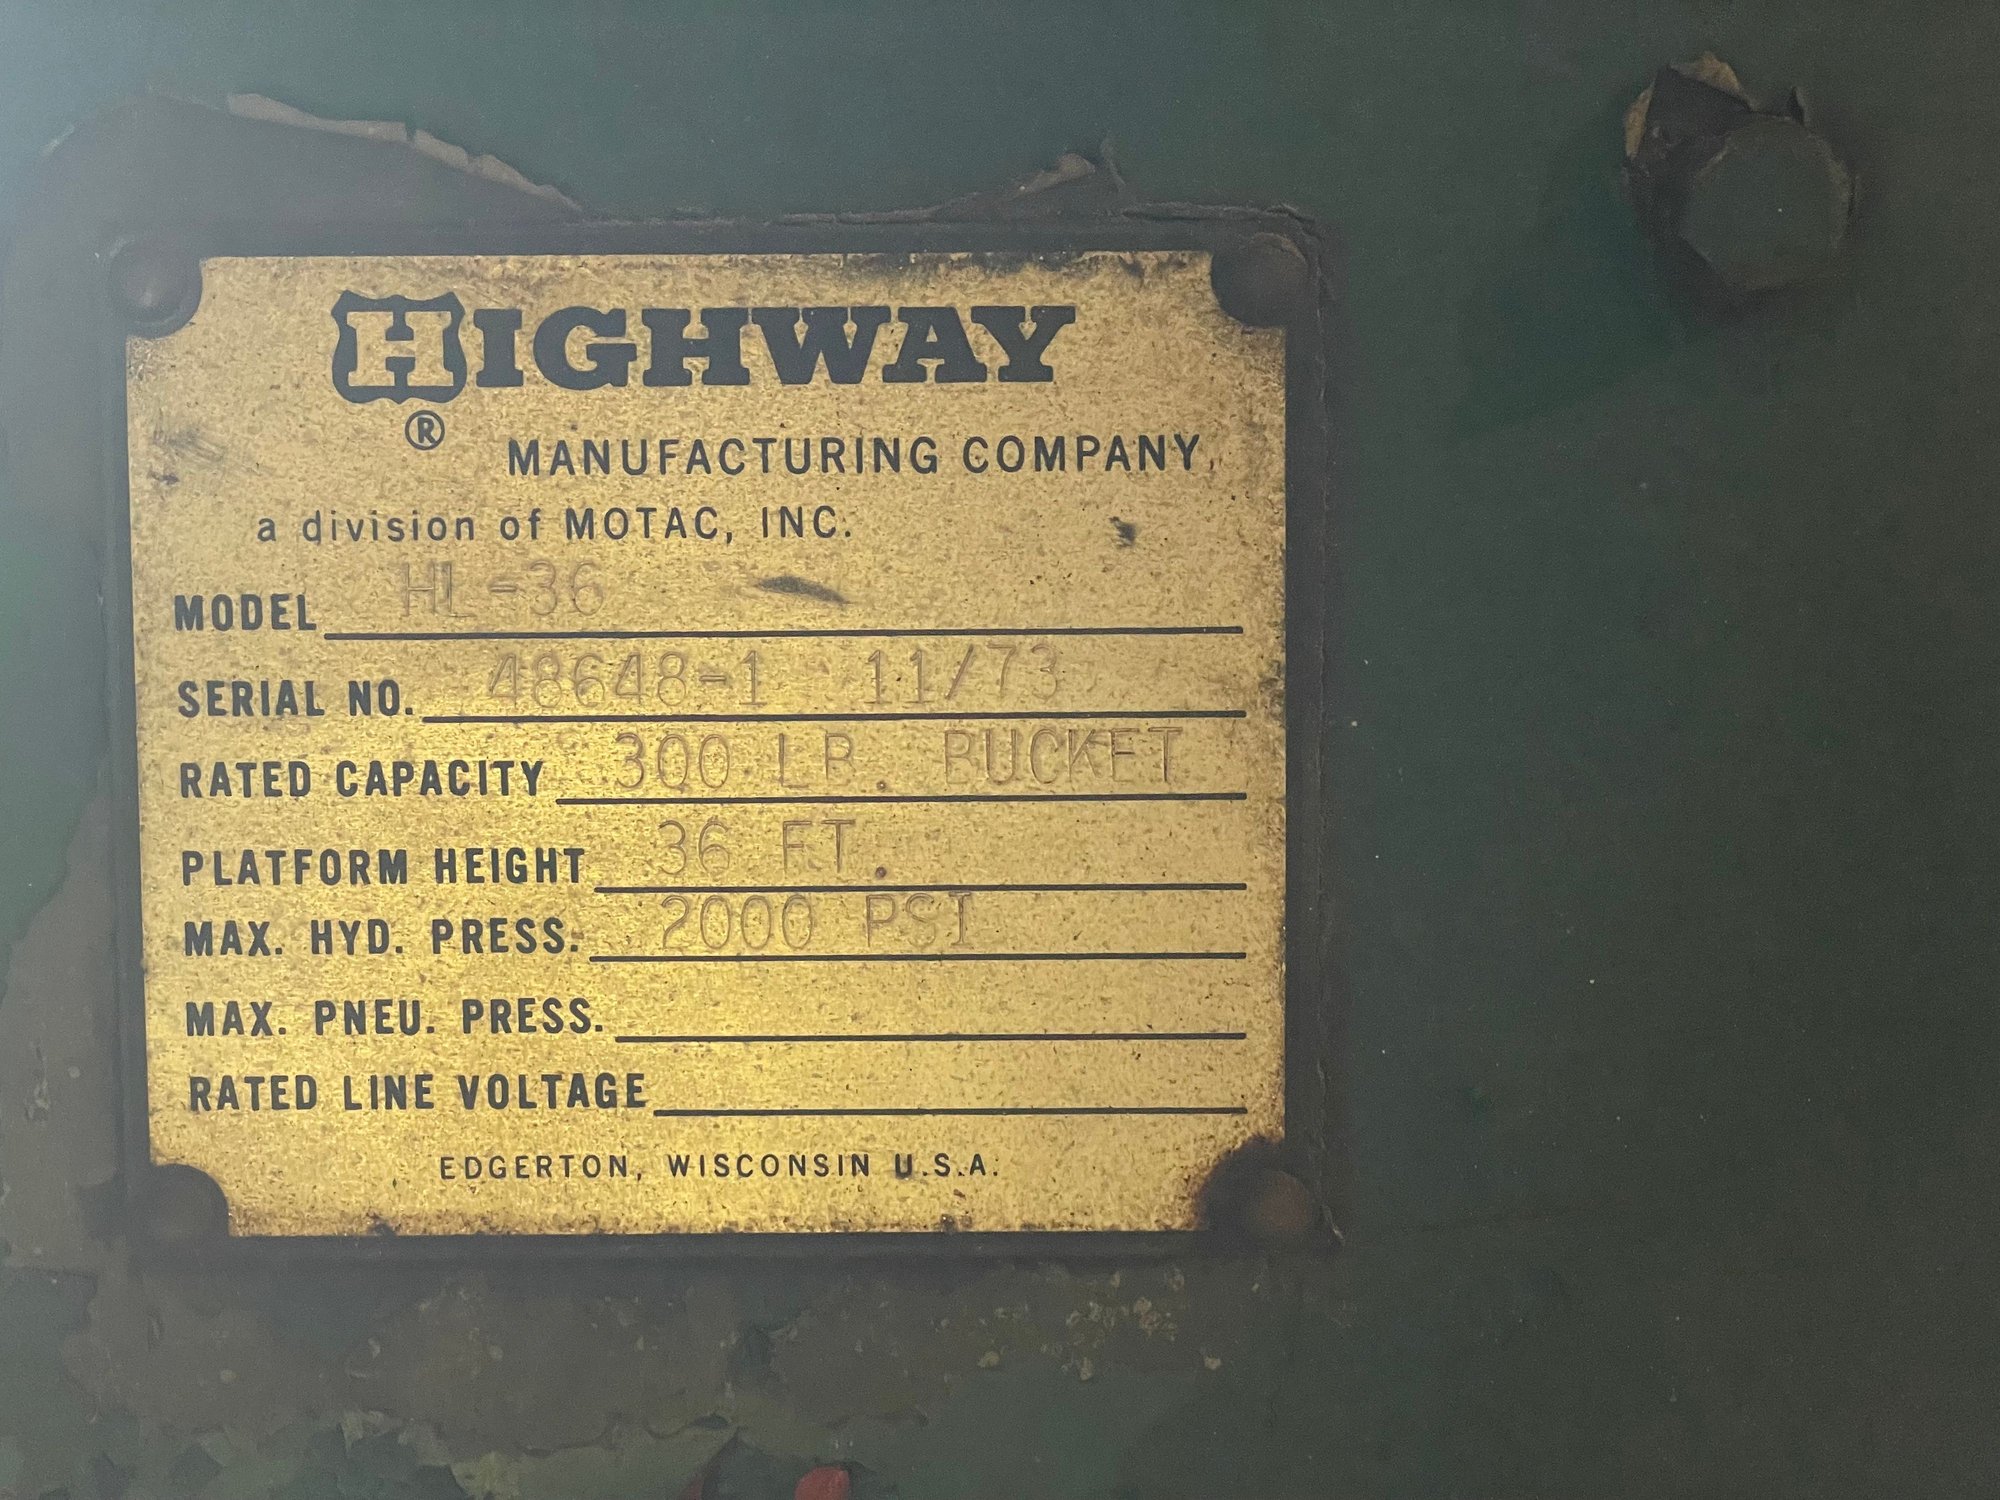 HIGHWAY
®
MANUFACTURING COMPANY
a division of MOTAC, INC.
MODEL HL-36
SERIAL NO. 48648-1 11/73
RATED CAPACITY 300 LB. BUCKET
PLATFORM HEIGHT 36 FT.
MAX. HYD. PRESS. 2000 PSI
MAX. PNEU. PRESS.
RATED LINE VOLTAGE
EDGERTON, WISCONSIN U.S.A.